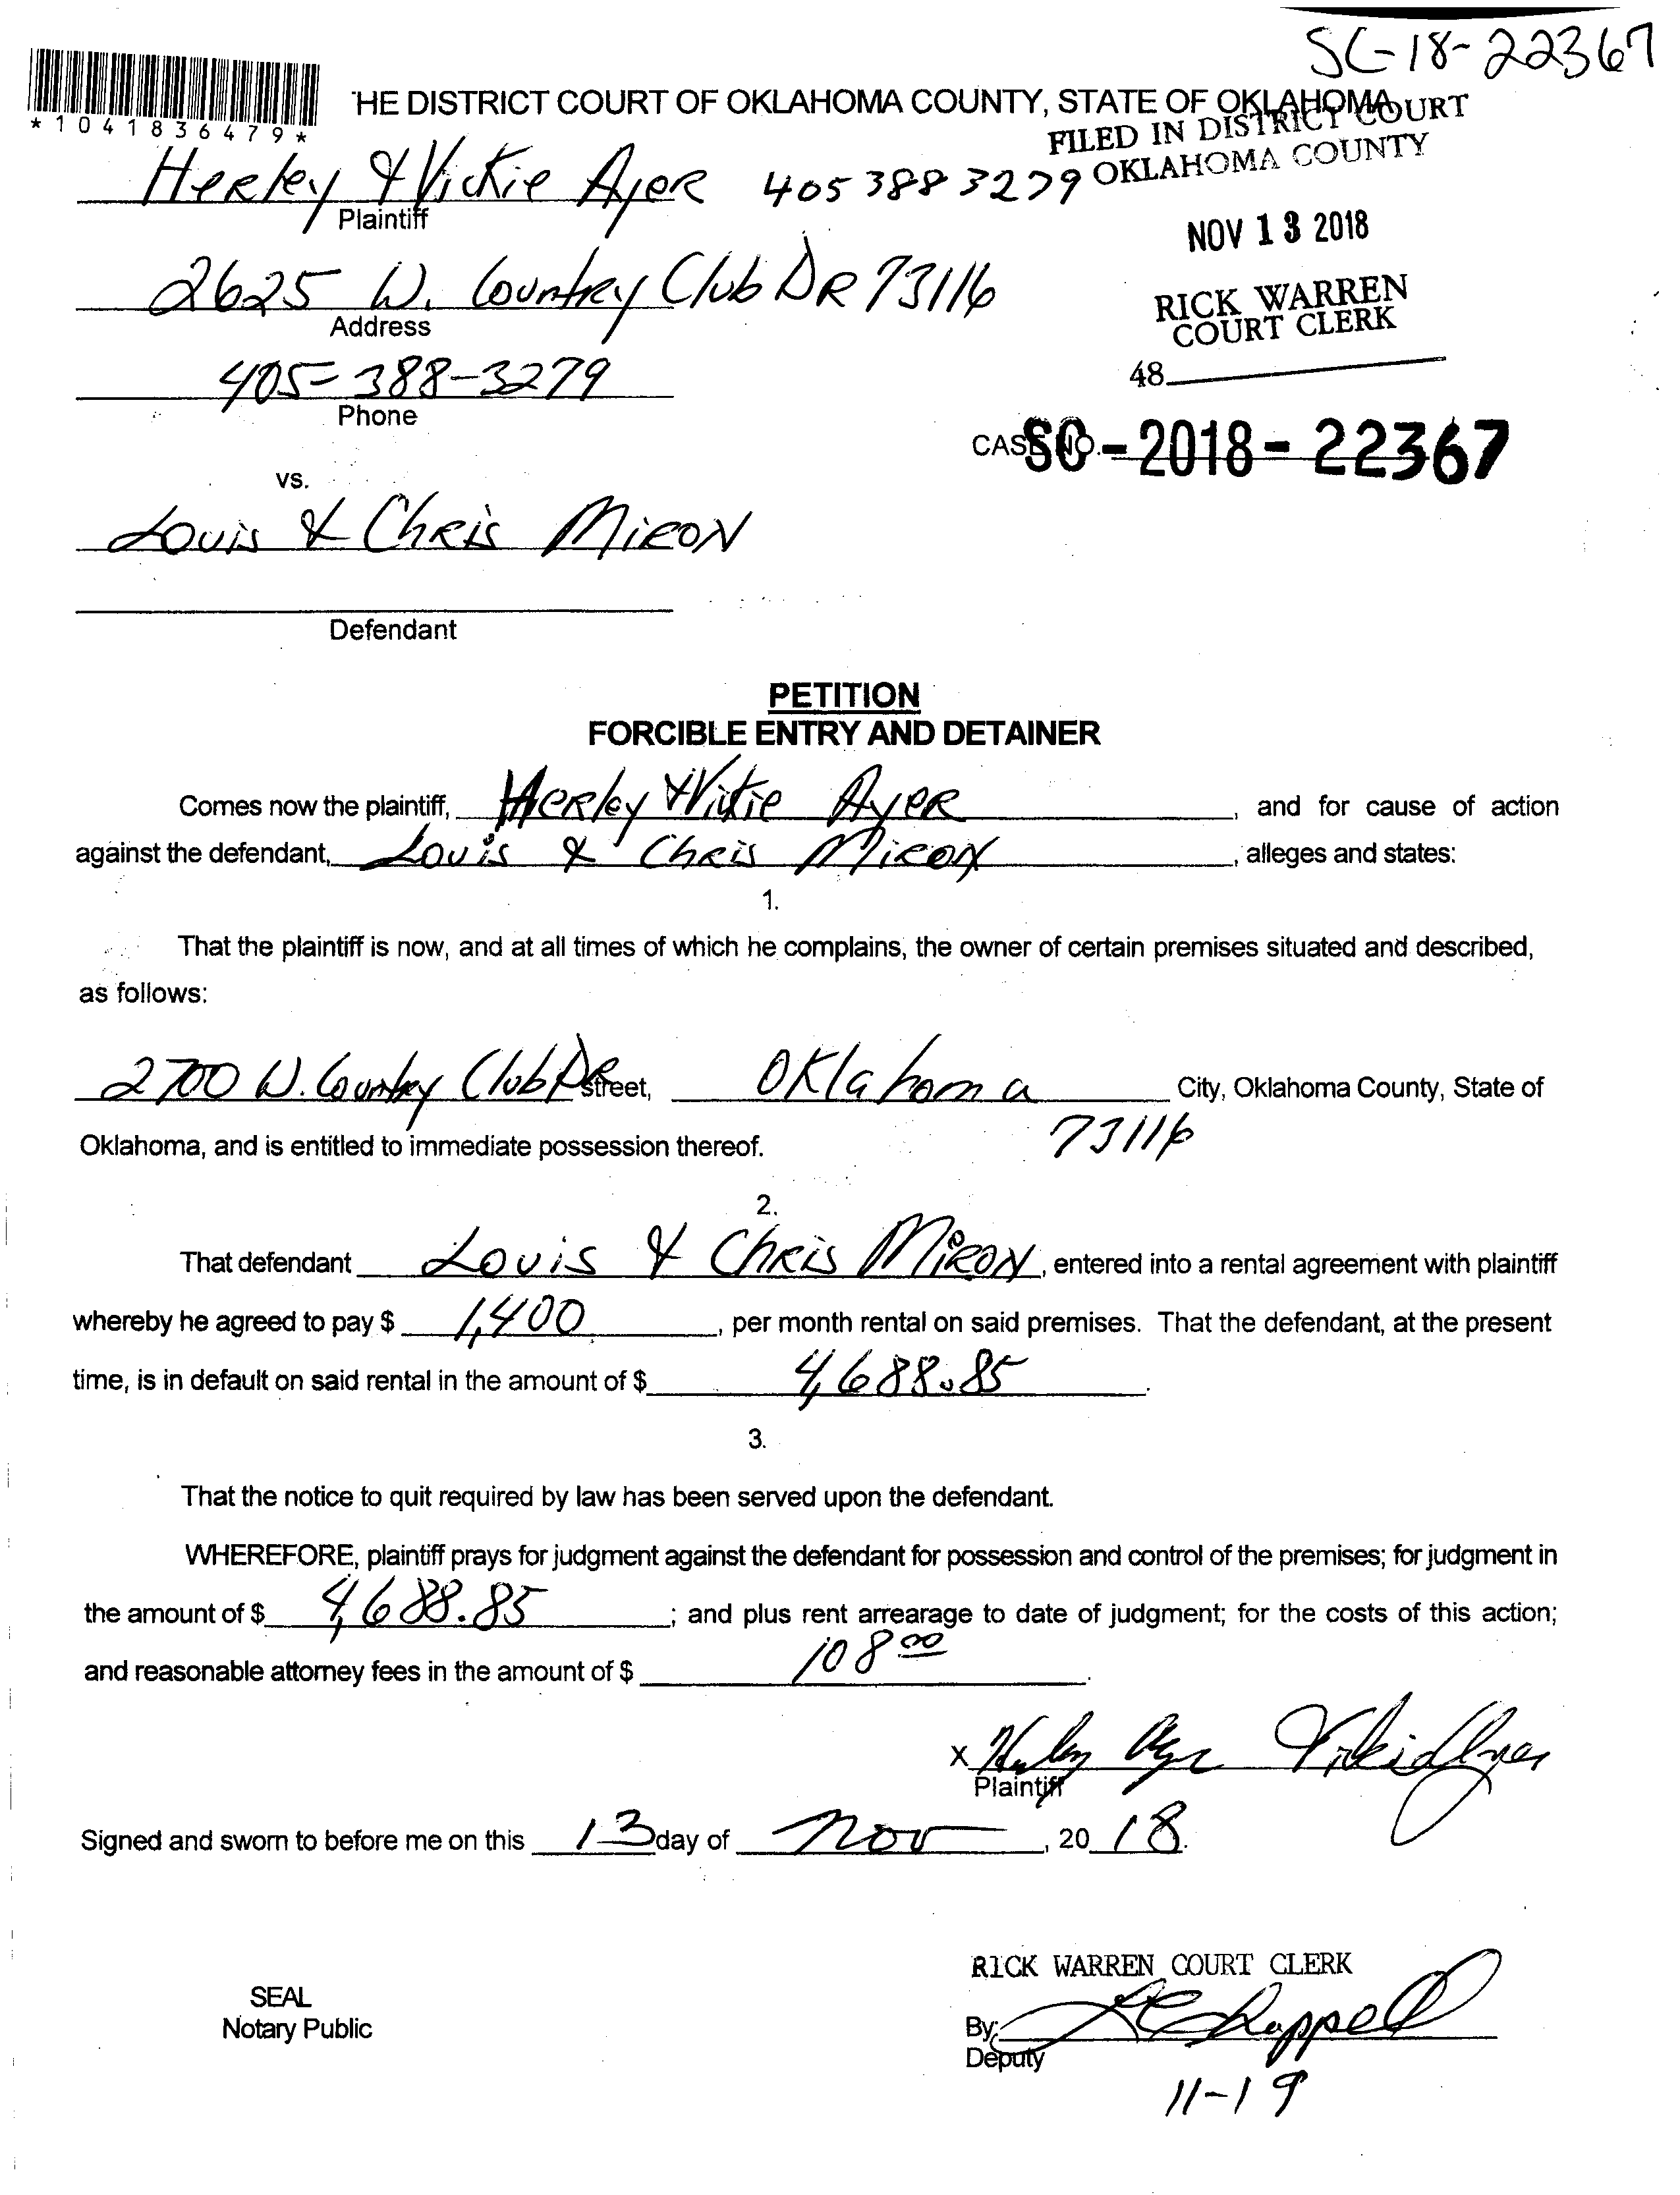 SC-18-22367
*1041836479*
'HE DISTRICT COURT OF OKLAHOMA COUNTY, STATE OF OKLAHOMA
FILED IN DISTRICT COURT
OKLAHOMA COUNTY
Herley & Vickie Ayer 405 388 3279
Plaintiff
NOV 13 2018
2625 W. Country Club DR 73116
Address
RICK WARREN
COURT CLERK
405-388-3279
Phone
48
CASE NO. SC-2018-22367
vs.
Louis & Chris Miron
Defendant
PETITION
FORCIBLE ENTRY AND DETAINER
Comes now the plaintiff, Herley & Vickie Ayer, and for cause of action
against the defendant, Louis & Chris Miron, alleges and states:
1.
That the plaintiff is now, and at all times of which he complains, the owner of certain premises situated and described,
as follows:
2700 W. Country Club DR street, Oklahoma City, Oklahoma County, State of
Oklahoma, and is entitled to immediate possession thereof. 73116
2.
That defendant Louis & Chris Miron, entered into a rental agreement with plaintiff
whereby he agreed to pay $ 1,400, per month rental on said premises. That the defendant, at the present
time, is in default on said rental in the amount of $ 4,688.85.
3.
That the notice to quit required by law has been served upon the defendant.
WHEREFORE, plaintiff prays for judgment against the defendant for possession and control of the premises; for judgment in
the amount of $ 4,688.85; and plus rent arrearage to date of judgment; for the costs of this action;
and reasonable attorney fees in the amount of $ 108 00.
x Herley Ayer Vickie Ayer
Plaintiff
Signed and sworn to before me on this 13 day of Nov, 20 18.
RICK WARREN COURT CLERK
SEAL
Notary Public
By: Chappell
Deputy
11-19